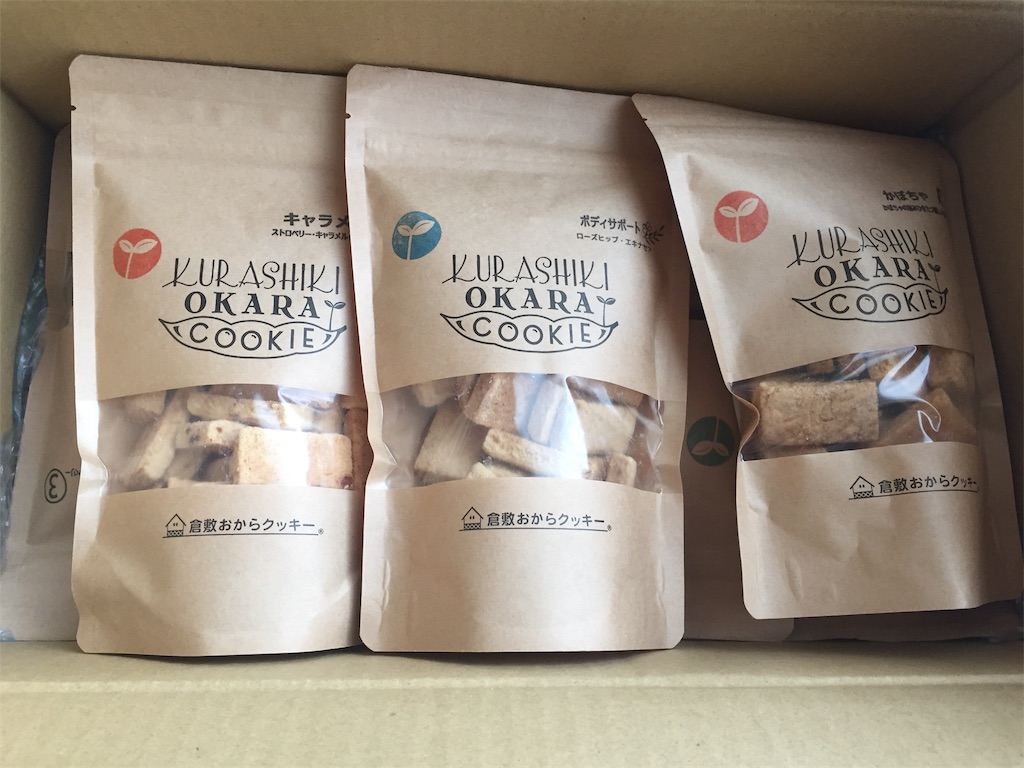 キャラメ
ストロベリー・キャラメル
KURASHIKI
OKARA
COOKIE
倉敷おからクッキー
ボディサポート
ローズヒップ・エキナセ
KURASHIKI
OKARA
COOKIE
倉敷おからクッキー
かぼちゃ
KURASHIKI
OKARA
COOKIE
倉敷おからクッキー
3